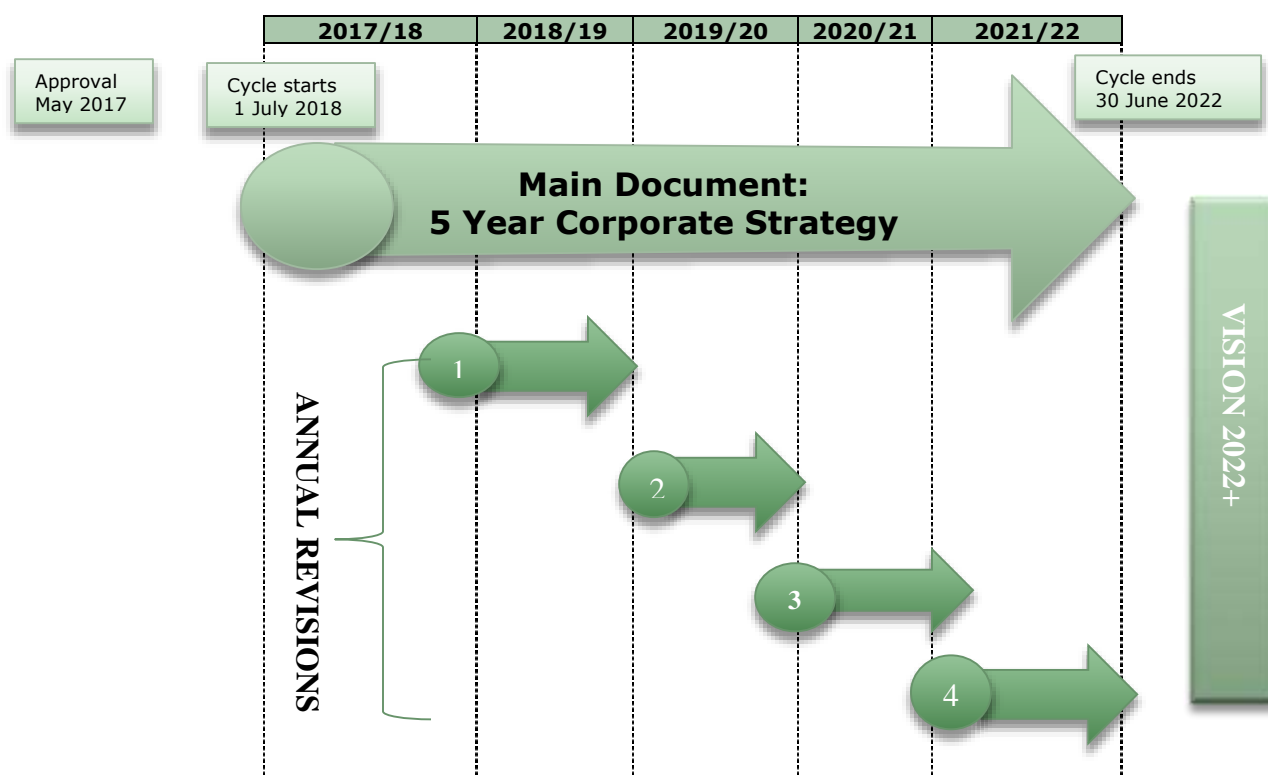 2017/18 2018/19 2019/20 2020/21 2021/22
Approval
May 2017
Cycle starts
1 July 2018
Cycle ends
30 June 2022
Main Document:
5 Year Corporate Strategy
ANNUAL REVISIONS
1
2
3
4
VISION 2022+